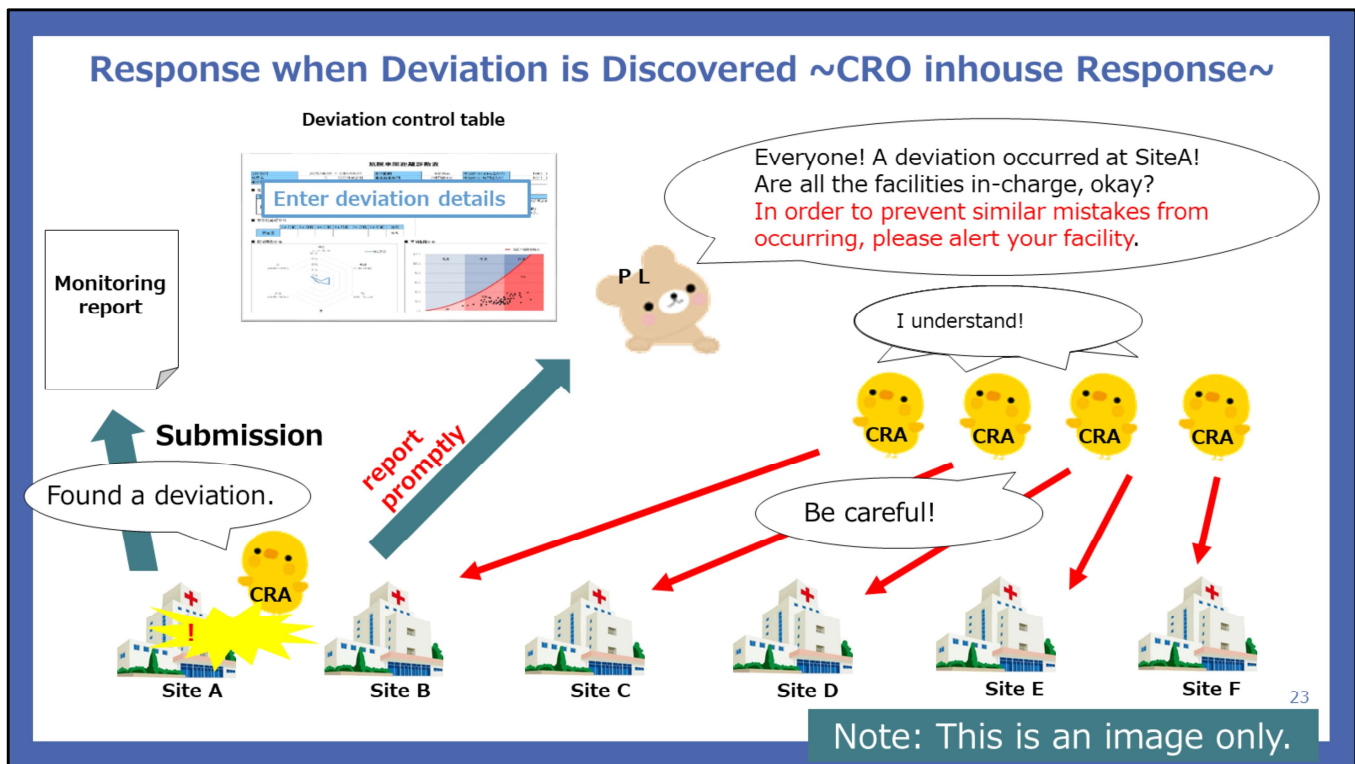 Response when Deviation is Discovered ~CRO inhouse Response~
Deviation control table
Enter deviation details
Everyone! A deviation occurred at SiteA!
Are all the facilities in-charge, okay?
In order to prevent similar mistakes from
occurring, please alert your facility.
P L
Monitoring
report
I understand!
CRA
CRA
CRA
CRA
Submission
report
promptly
Found a deviation.
Be careful!
CRA
!
Site A
Site B
Site C
Site D
Site E
Site F
23
Note: This is an image only.